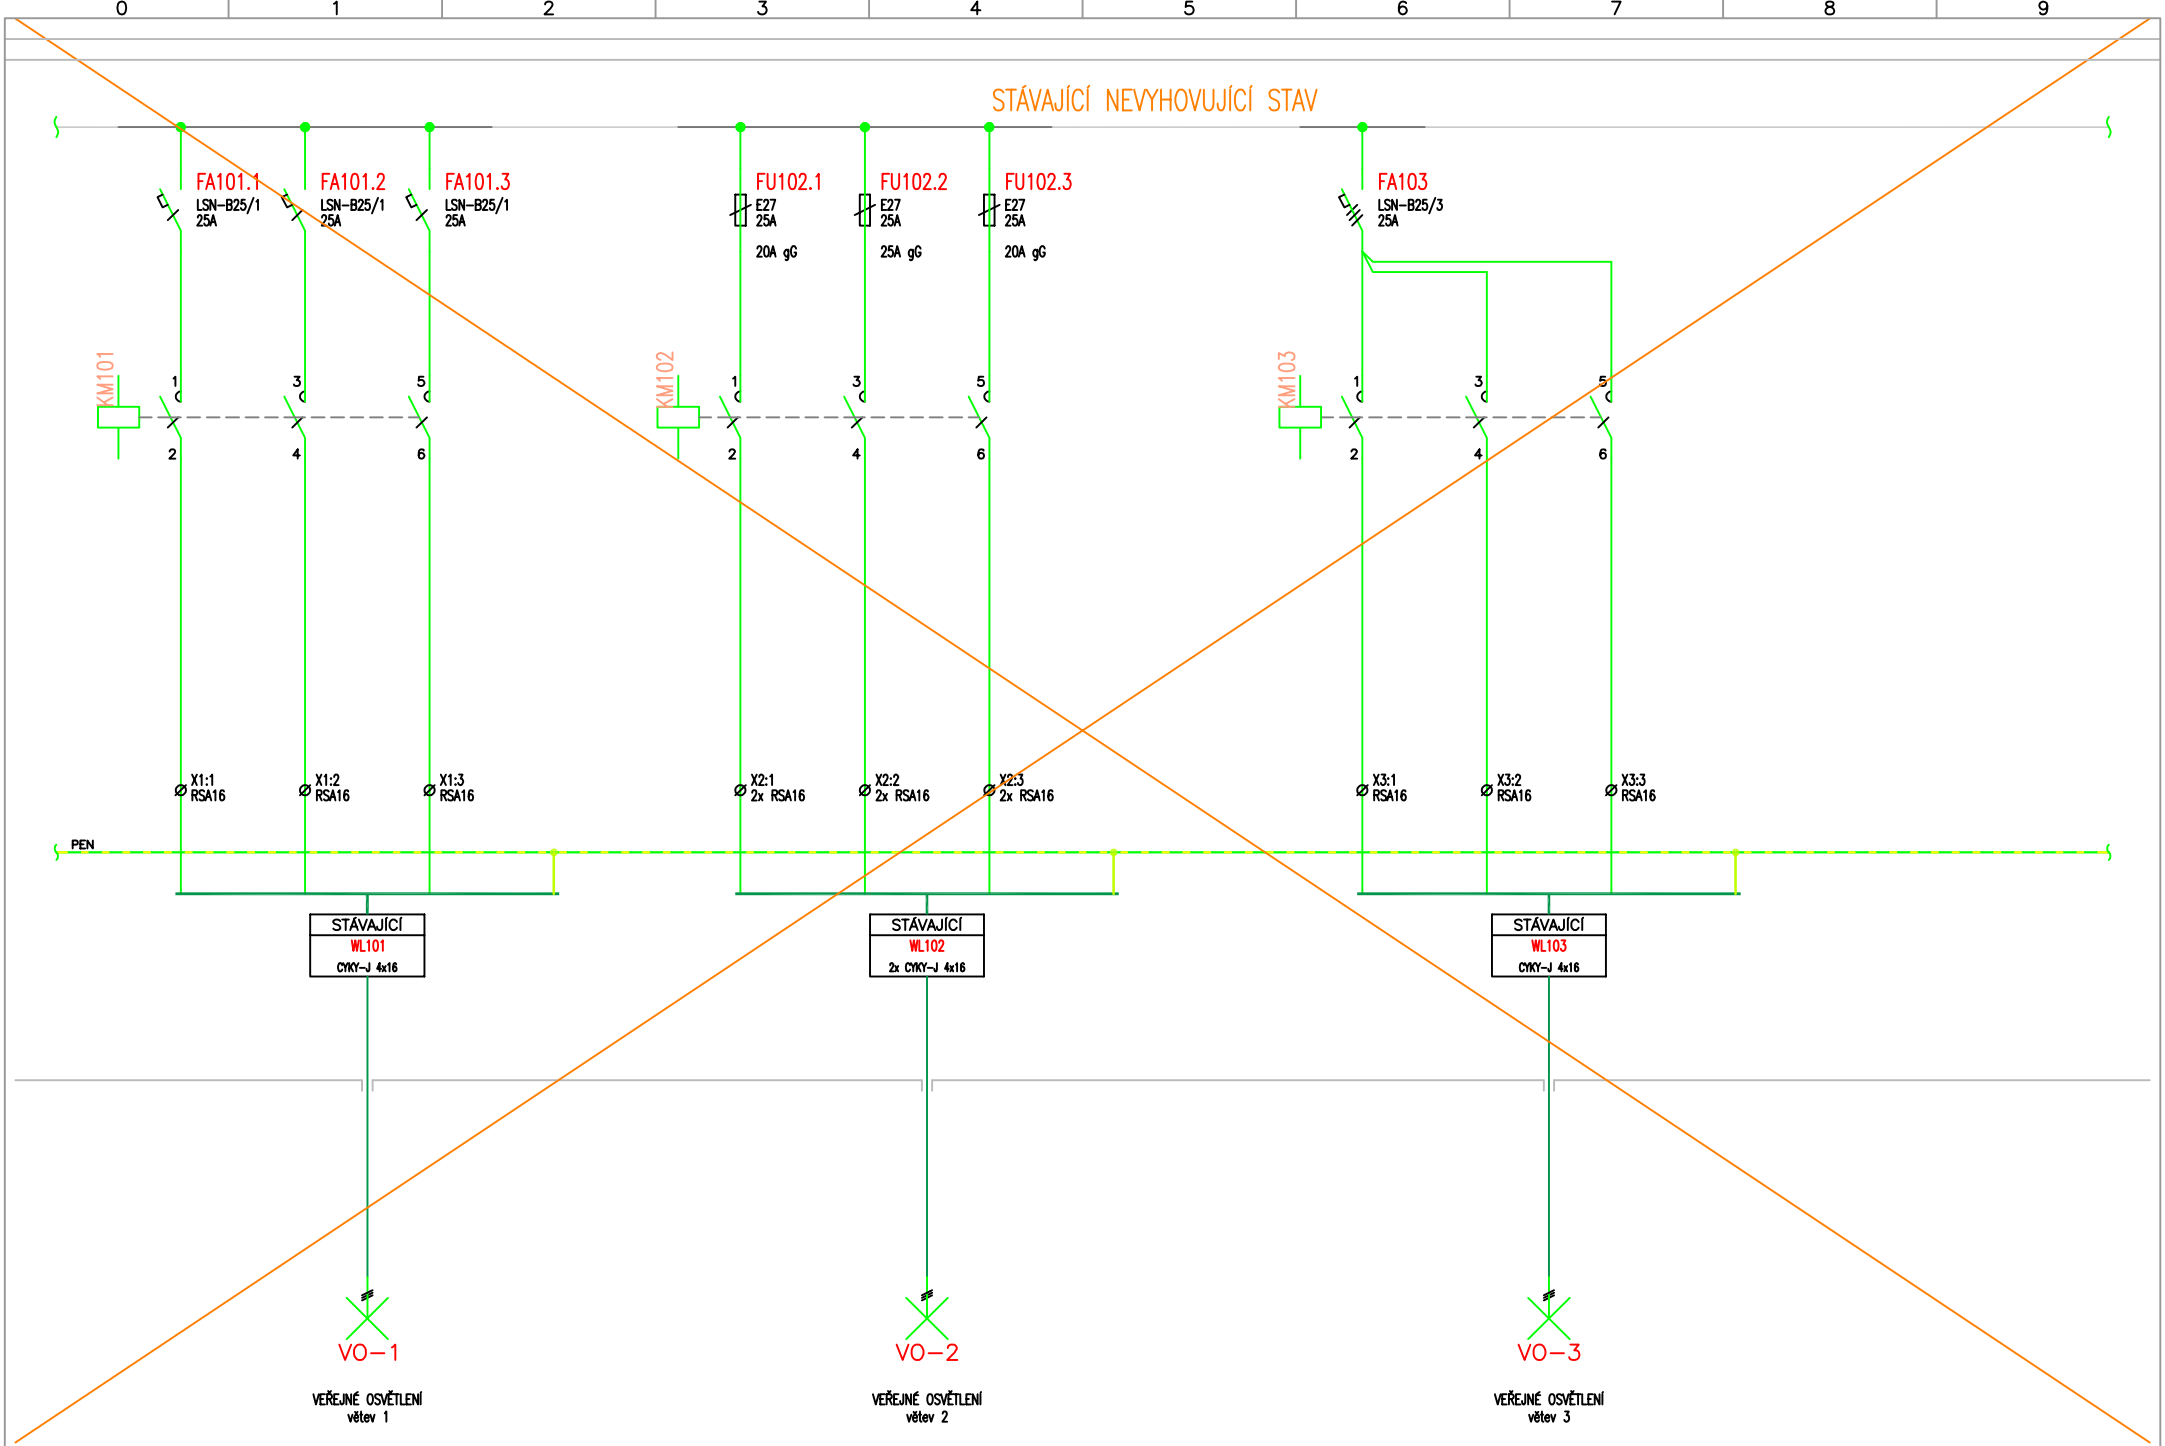 0 1 2 3 4 5 6 7 8 9
STÁVAJÍCÍ NEVYHOVUJÍCÍ STAV
FA101.1
LSN-B25/1
25A
FA101.2
LSN-B25/1
25A
FA101.3
LSN-B25/1
25A
FU102.1
E27
25A
20A gG
FU102.2
E27
25A
25A gG
FU102.3
E27
25A
20A gG
FA103
LSN-B25/3
25A
KM101
1 3 5
2 4 6
KM102
1 3 5
2 4 6
KM103
1 3 5
2 4 6
X1:1
RSA16
X1:2
RSA16
X1:3
RSA16
X2:1
2x RSA16
X2:2
2x RSA16
X2:3
2x RSA16
X3:1
RSA16
X3:2
RSA16
X3:3
RSA16
PEN
STÁVAJÍCÍ
WL101
CYKY-J 4x16
STÁVAJÍCÍ
WL102
2x CYKY-J 4x16
STÁVAJÍCÍ
WL103
CYKY-J 4x16
VO-1
VEŘEJNÉ OSVĚTLENÍ
větev 1
VO-2
VEŘEJNÉ OSVĚTLENÍ
větev 2
VO-3
VEŘEJNÉ OSVĚTLENÍ
větev 3